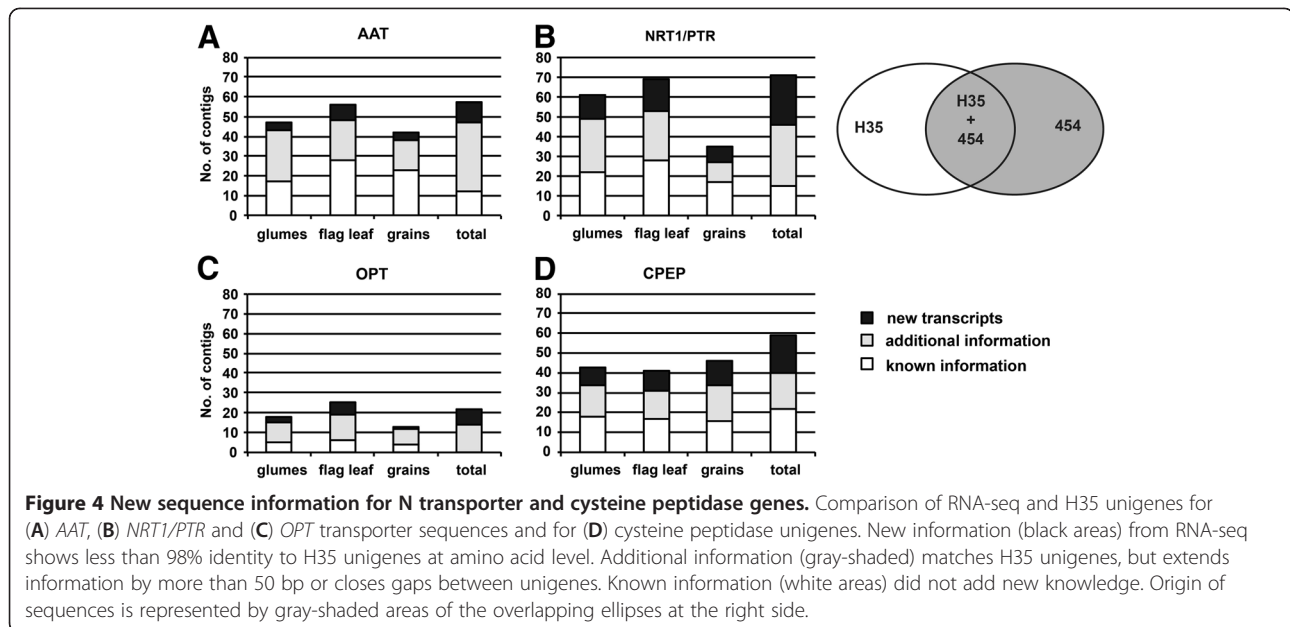 A
AAT
80
70
60
50
40
30
20
10
0
No. of contigs
glumes flag leaf grains total
B
NRT1/PTR
80
70
60
50
40
30
20
10
0
glumes flag leaf grains total
H35
H35
+
454
454
C
OPT
80
70
60
50
40
30
20
10
0
No. of contigs
glumes flag leaf grains total
D
CPEP
80
70
60
50
40
30
20
10
0
glumes flag leaf grains total
new transcripts
additional information
known information
Figure 4 New sequence information for N transporter and cysteine peptidase genes. Comparison of RNA-seq and H35 unigenes for
(A) AAT, (B) NRT1/PTR and (C) OPT transporter sequences and for (D) cysteine peptidase unigenes. New information (black areas) from RNA-seq
shows less than 98% identity to H35 unigenes at amino acid level. Additional information (gray-shaded) matches H35 unigenes, but extends
information by more than 50 bp or closes gaps between unigenes. Known information (white areas) did not add new knowledge. Origin of
sequences is represented by gray-shaded areas of the overlapping ellipses at the right side.